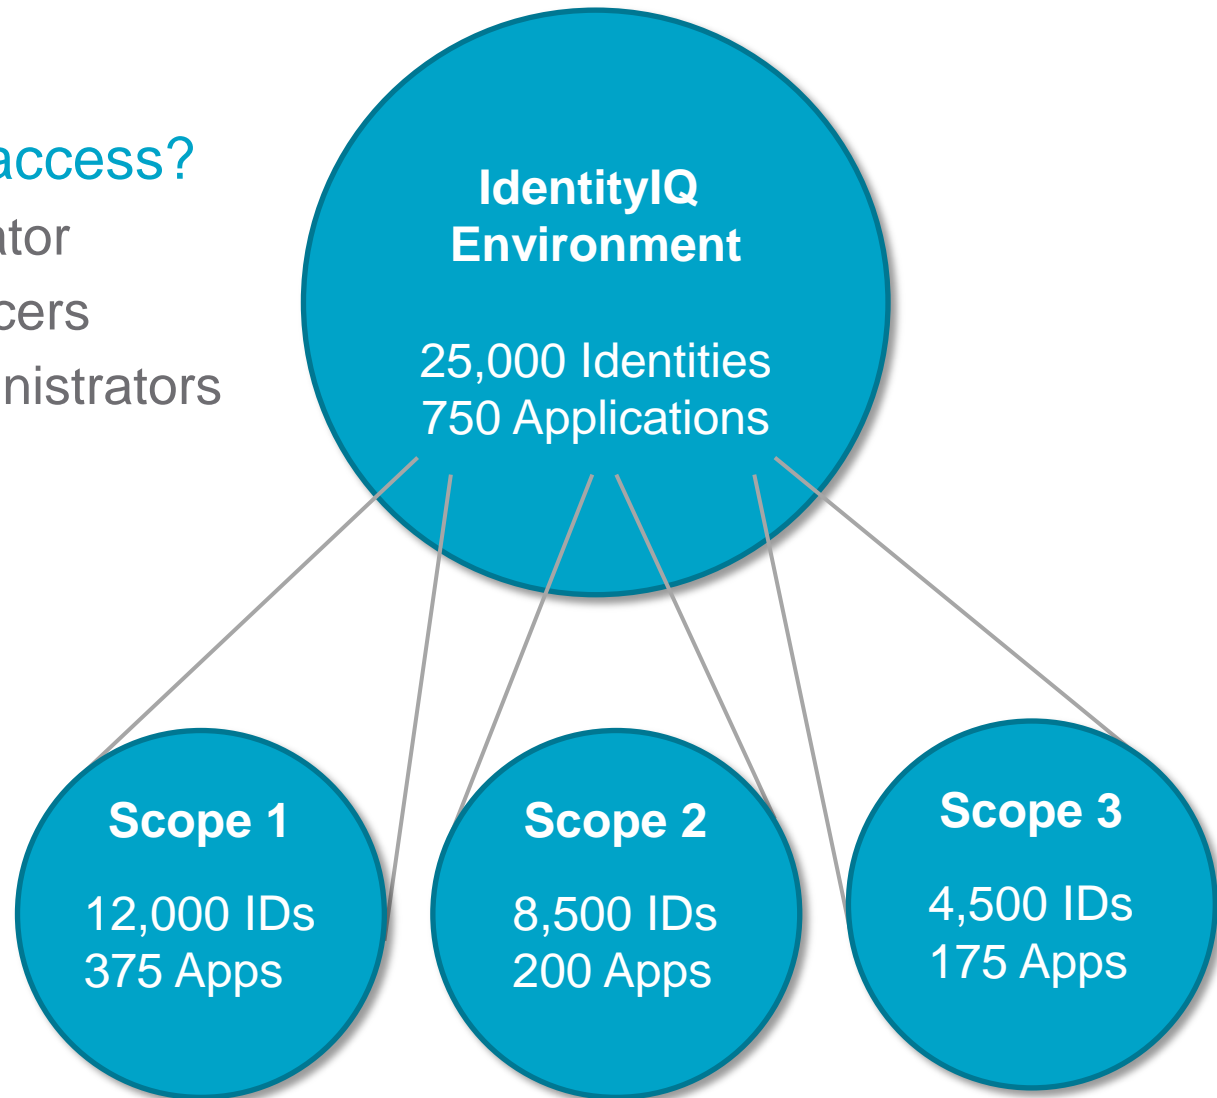 access?
ator
cers
nistrators
IdentityIQ
Environment
25,000 Identities
750 Applications
Scope 1
12,000 IDs
375 Apps
Scope 2
8,500 IDs
200 Apps
Scope 3
4,500 IDs
175 Apps